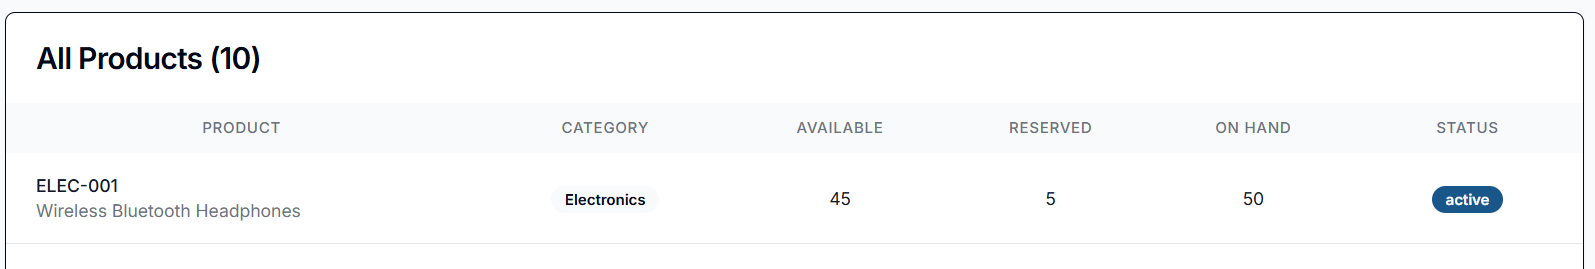 All Products (10)
PRODUCT CATEGORY AVAILABLE RESERVED ON HAND STATUS
ELEC-001
Wireless Bluetooth Headphones
Electronics 45 5 50 active